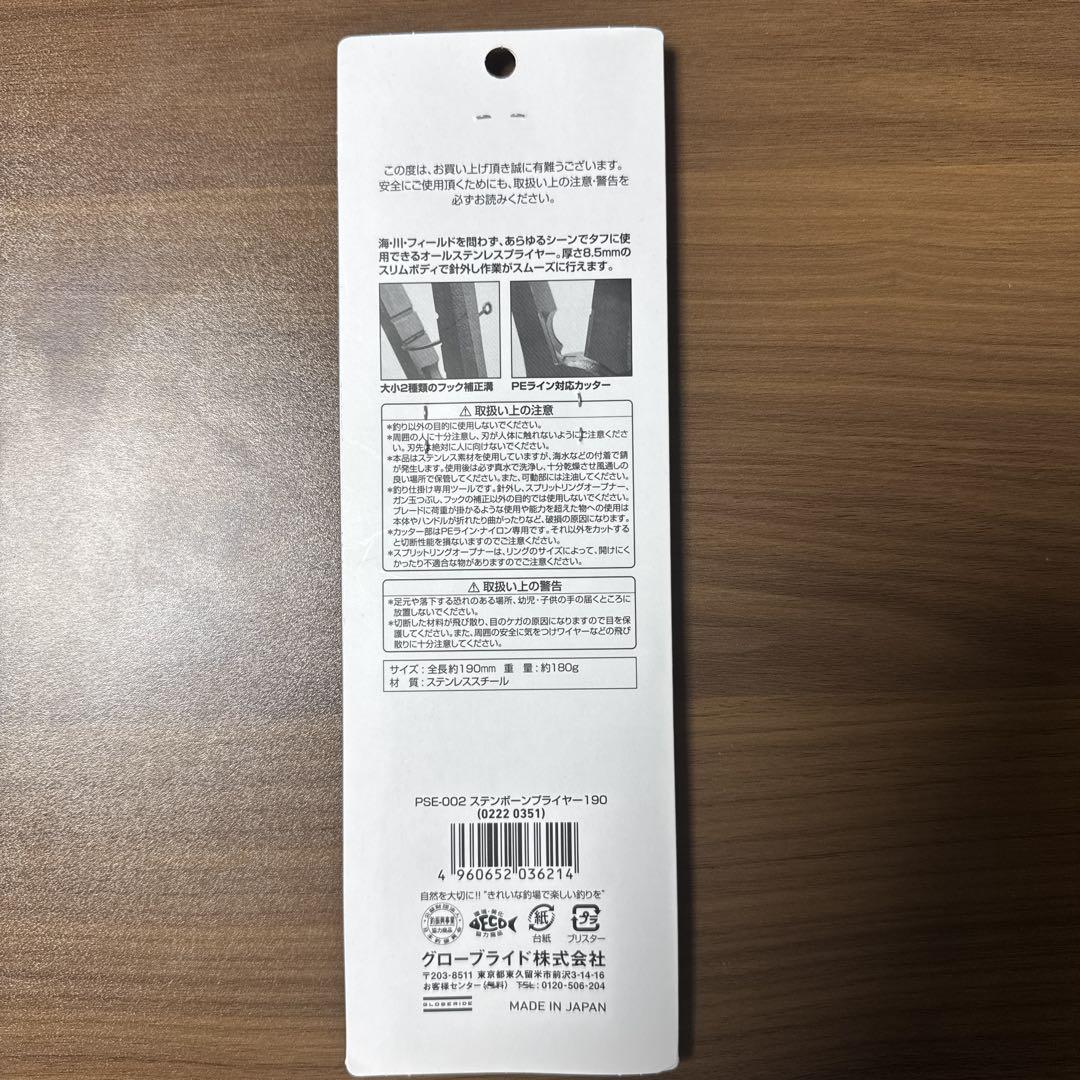 この度は、お買い上げ頂き誠に有難うございます。
安全にご使用頂くためにも、取扱い上の注意・警告を
必ずお読みください。
海・川・フィールドを問わず、あらゆるシーンでタフに使
用できるオールステンレスプライヤー。厚さ8.5mmの
スリムボディで針外し作業がスムーズに行えます。
大小2種類のフック補正溝
PEライン対応カッター
⚠ 取扱い上の注意
*釣り以外の目的に使用しないでください。
*周囲の人に十分注意し、刃が人体に触れないようにご注意くださ
い。刃先は絶対に人に向けないでください。
*本品はステンレス素材を使用していますが、海水などの付着で錆
が発生します。使用後は必ず真水で洗浄し、十分乾燥させ風通しの
良い場所で保管してください。また、可動部には注油してください。
*釣り仕掛け専用ツールです。針外し、スプリットリングオープナー、
ガン玉つぶし、フックの補正以外の目的では使用しないでください。
ブレードに荷重が掛かるような使用や能力を超えた物への使用は
本体やハンドルが折れたり曲がったりなど、破損の原因になります。
*カッター部はPEライン・ナイロン専用です。それ以外をカットする
と切断性能を損ないますのでご注意ください。
*スプリットリングオープナーは、リングのサイズによって、開けにく
かったり不適合な物がありますのでご注意ください。
⚠ 取扱い上の警告
*足元や落下する恐れのある場所、幼児・子供の手の届くところに
放置しないでください。
*切断した材料が飛び散り、目のケガの原因になりますので目を保
護してください。また、周囲の安全に気をつけワイヤーなどの飛び
散りに十分注意してください。
サイズ:全長約190mm 重 量:約180g
材 質:ステンレススチール
PSE-002 ステンボーンプライヤー190
(0222 0351)
4 960652 036214
自然を大切に!!"きれいな釣場で楽しい釣りを"
環境・美化
釣振興事業
協力商品
ECO
協力商品
紙
プラ
台紙
ブリスター
グローブライド株式会社
〒203-8511 東京都東久留米市前沢3-14-16
お客様センター(無料) TEL:0120-506-204
GLOBERIDE
MADE IN JAPAN